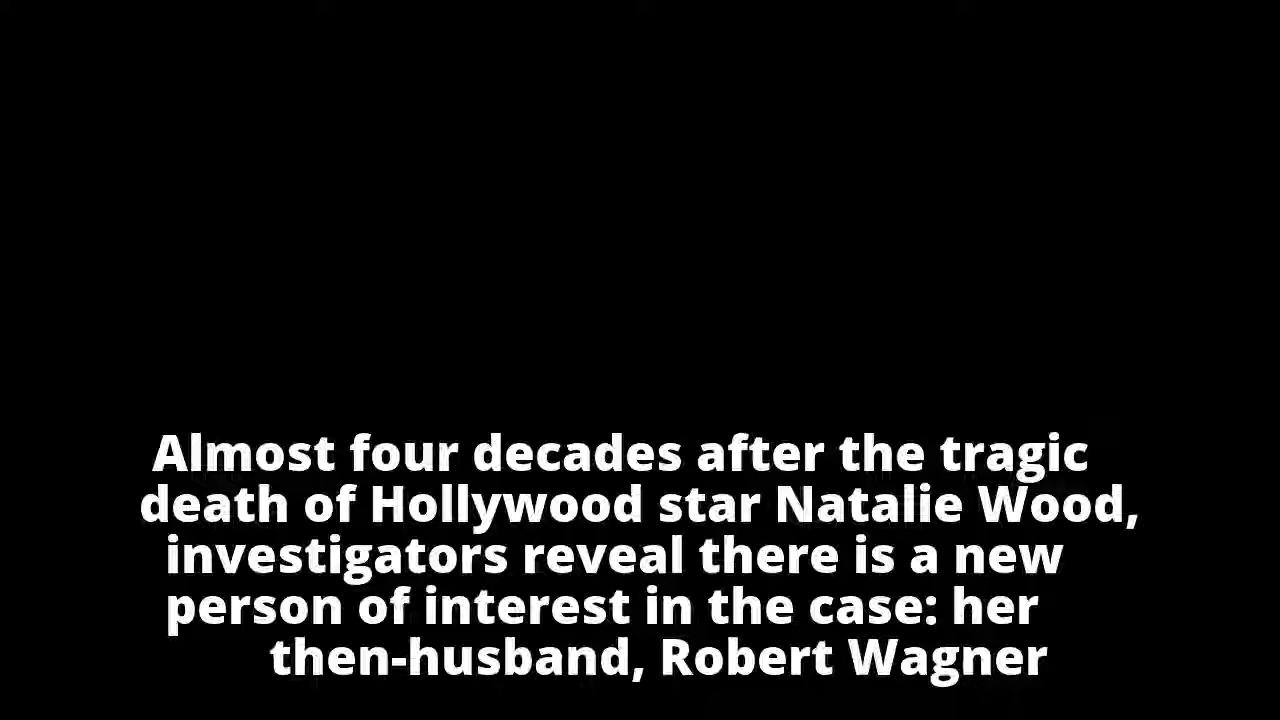 Almost four decades after the tragic
death of Hollywood star Natalie Wood,
investigators reveal there is a new
person of interest in the case: her
then-husband, Robert Wagner